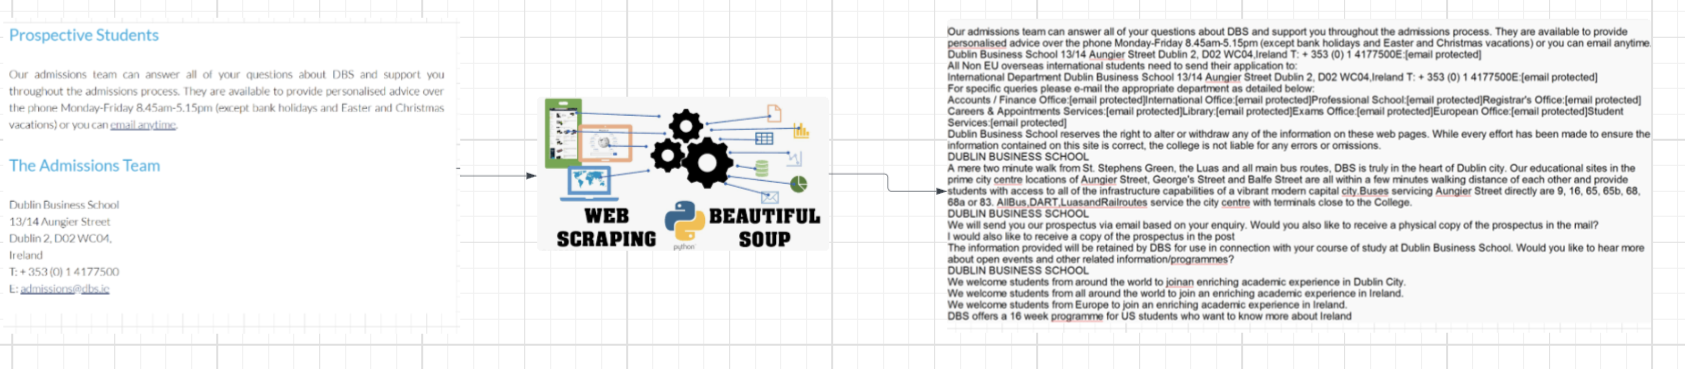 Prospective Students
Our admissions team can answer all of your questions about DBS and support you
throughout the admissions process. They are available to provide personalised advice over
the phone Monday-Friday 8.45am-5.15pm (except bank holidays and Easter and Christmas
vacations) or you can email anytime.
The Admissions Team
Dublin Business School
13/14 Aungier Street
Dublin 2, D02 WC04,
Ireland
T: + 353 (0) 1 4177500
E: admissions@dbs.ie
WEB
SCRAPING
python
BEAUTIFUL
SOUP
Our admissions team can answer all of your questions about DBS and support you throughout the admissions process. They are available to provide
personalised advice over the phone Monday-Friday 8.45am-5.15pm (except bank holidays and Easter and Christmas vacations) or you can email anytime.
Dublin Business School 13/14 Aungier Street Dublin 2, D02 WC04,Ireland T: + 353 (0) 1 4177500E:[email protected]
All Non EU overseas international students need to send their application to:
International Department Dublin Business School 13/14 Aungier Street Dublin 2, D02 WC04,Ireland T: + 353 (0) 1 4177500E:[email protected]
For specific queries please e-mail the appropriate department as detailed below:
Accounts / Finance Office:[email protected]International Office:[email protected]Professional School:[email protected]Registrar's Office:[email protected]
Careers & Appointments Services:[email protected]Library:[email protected]Exams Office:[email protected]European Office:[email protected]Student
Services:[email protected]
Dublin Business School reserves the right to alter or withdraw any of the information on these web pages. While every effort has been made to ensure the
information contained on this site is correct, the college is not liable for any errors or omissions.
DUBLIN BUSINESS SCHOOL
A mere two minute walk from St. Stephens Green, the Luas and all main bus routes, DBS is truly in the heart of Dublin city. Our educational sites in the
prime city centre locations of Aungier Street, George's Street and Balfe Street are all within a few minutes walking distance of each other and provide
students with access to all of the infrastructure capabilities of a vibrant modern capital city.Buses servicing Aungier Street directly are 9, 16, 65, 65b, 68,
68a or 83. AllBus,DART,LuasandRailroutes service the city centre with terminals close to the College.
DUBLIN BUSINESS SCHOOL
We will send you our prospectus via email based on your enquiry. Would you also like to receive a physical copy of the prospectus in the mail?
I would also like to receive a copy of the prospectus in the post
The information provided will be retained by DBS for use in connection with your course of study at Dublin Business School. Would you like to hear more
about open events and other related information/programmes?
DUBLIN BUSINESS SCHOOL
We welcome students from around the world to joinan enriching academic experience in Dublin City.
We welcome students from all around the world to join an enriching academic experience in Ireland.
We welcome students from Europe to join an enriching academic experience in Ireland.
DBS offers a 16 week programme for US students who want to know more about Ireland